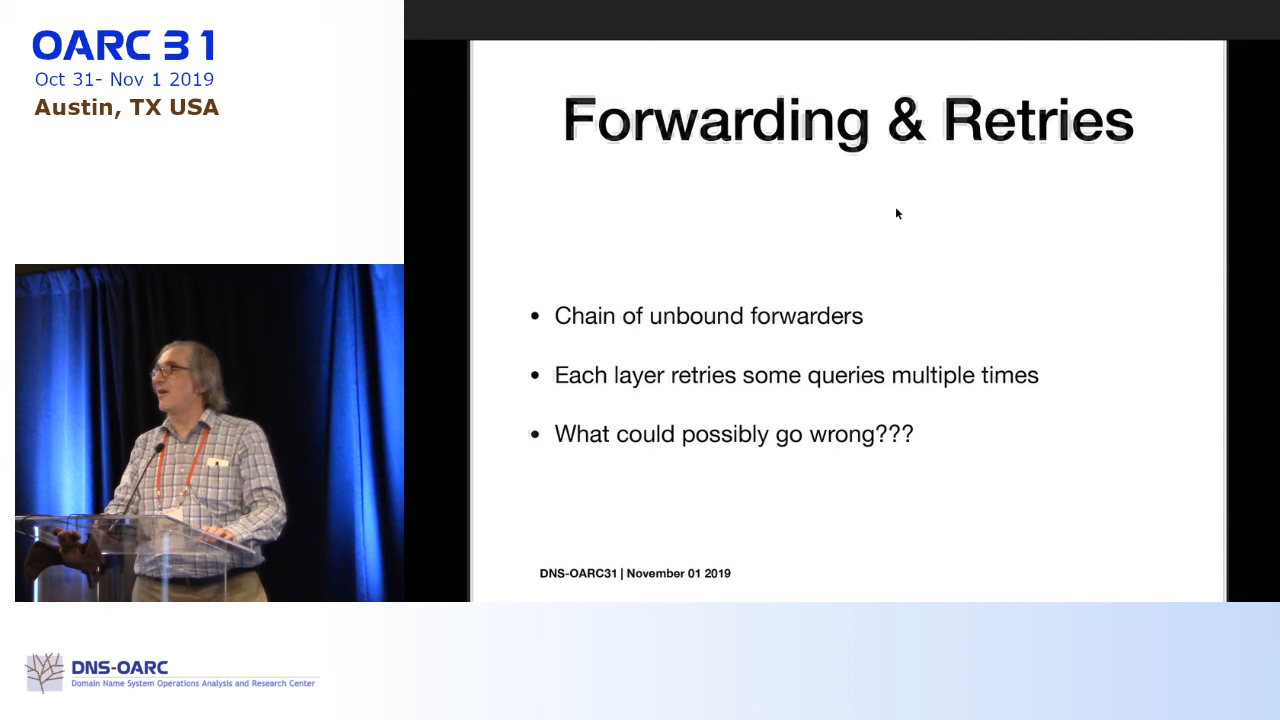 OARC 31
Oct 31- Nov 1 2019
Austin, TX USA
Forwarding & Retries
• Chain of unbound forwarders
• Each layer retries some queries multiple times
• What could possibly go wrong???
DNS-OARC31 | November 01 2019
DNS-OARC
Domain Name System Operations Analysis and Research Center